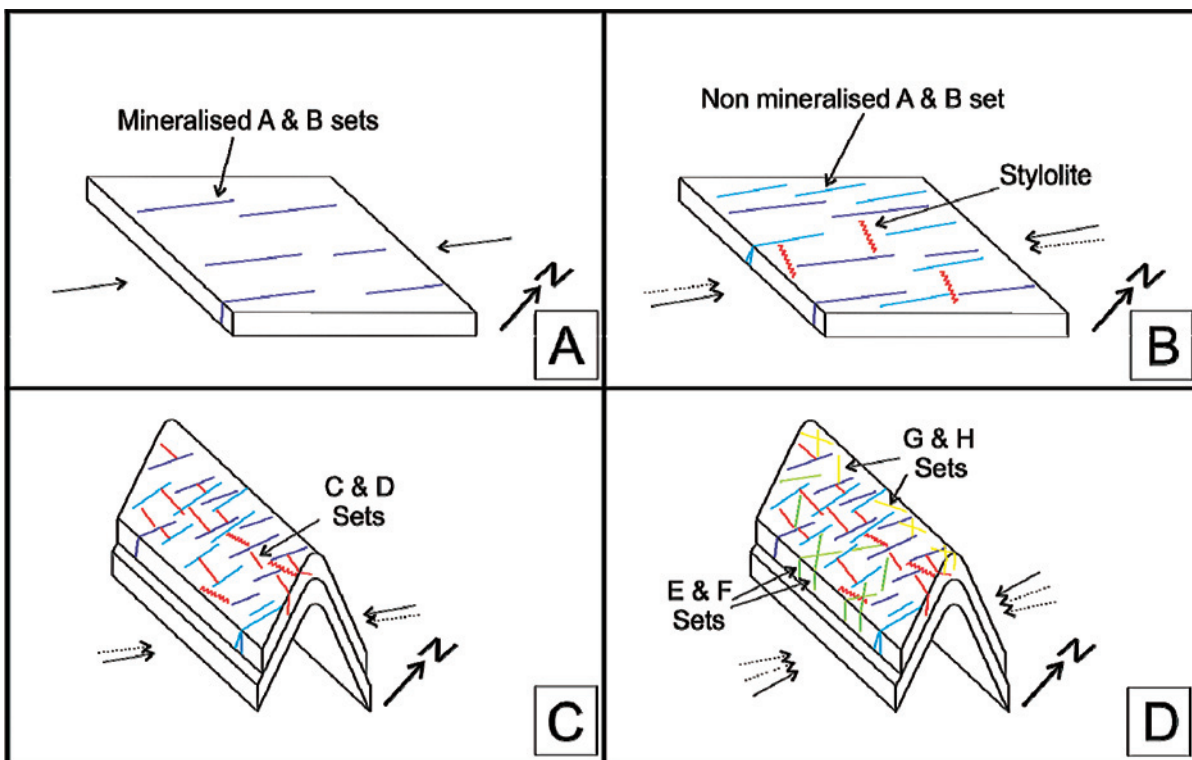 Mineralised A & B sets
N
A
Non mineralised A & B set
Stylolite
N
B
C & D
Sets
N
C
G & H
Sets
E & F
Sets
N
D